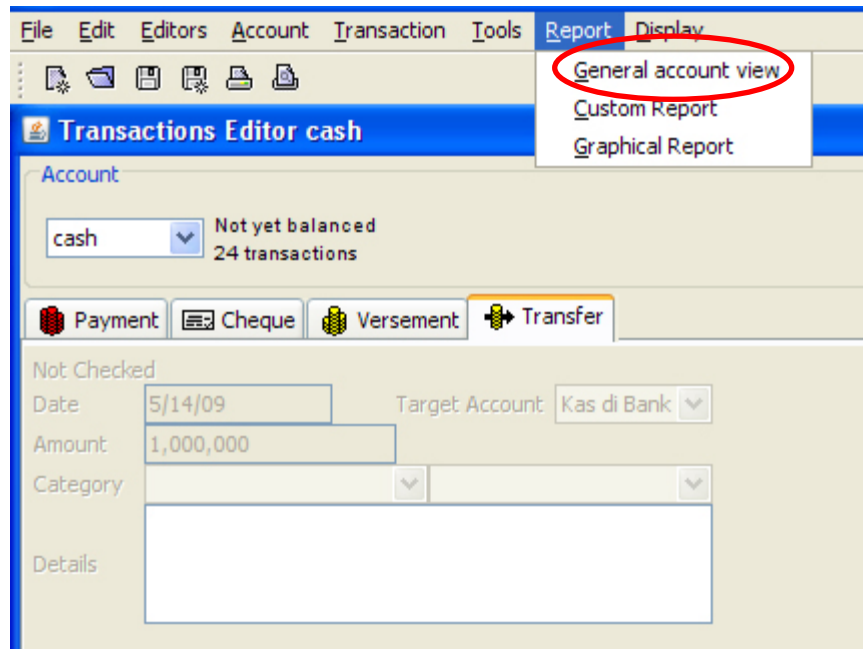 File Edit Editors Account Transaction Tools Report Display
General account view
Custom Report
Graphical Report
Transactions Editor cash
Account
cash
Not yet balanced
24 transactions
Payment Cheque Versement Transfer
Not Checked
Date 5/14/09 Target Account Kas di Bank
Amount 1,000,000
Category
Details